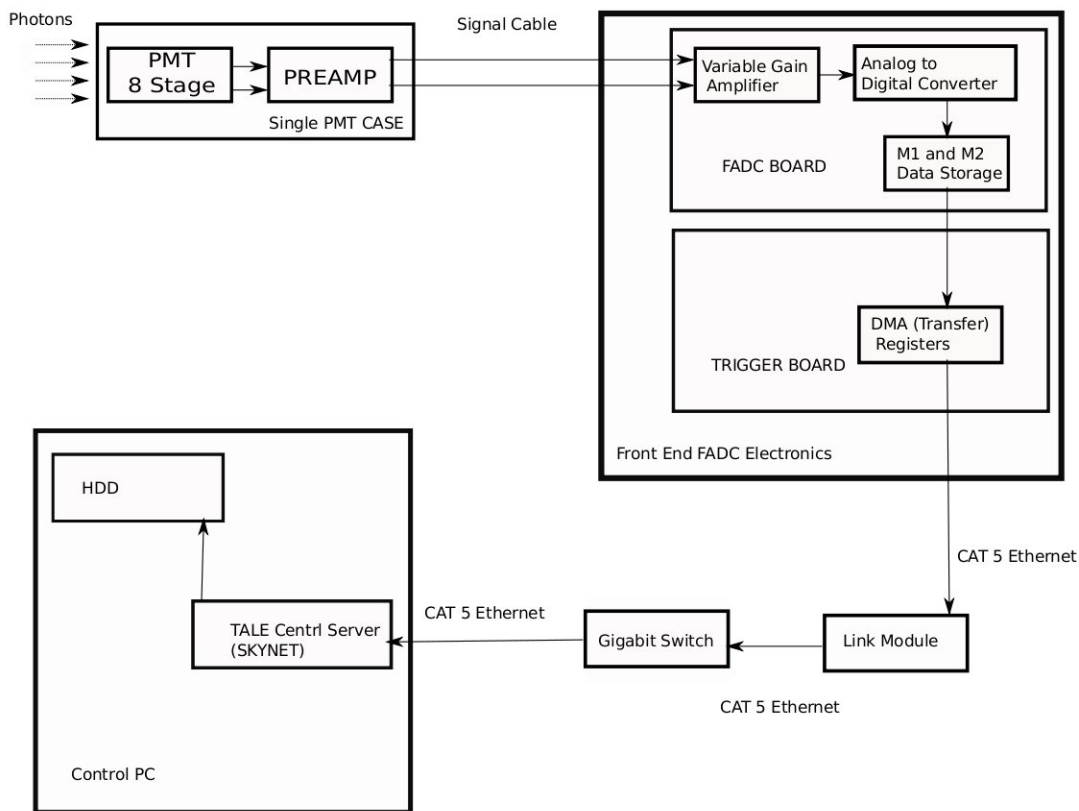 Photons
Signal Cable
PMT
8 Stage
PREAMP
Single PMT CASE
Variable Gain
Amplifier
Analog to
Digital Converter
M1 and M2
Data Storage
FADC BOARD
DMA (Transfer)
Registers
TRIGGER BOARD
Front End FADC Electronics
CAT 5 Ethernet
Link Module
CAT 5 Ethernet
Gigabit Switch
CAT 5 Ethernet
HDD
TALE Centrl Server
(SKYNET)
Control PC